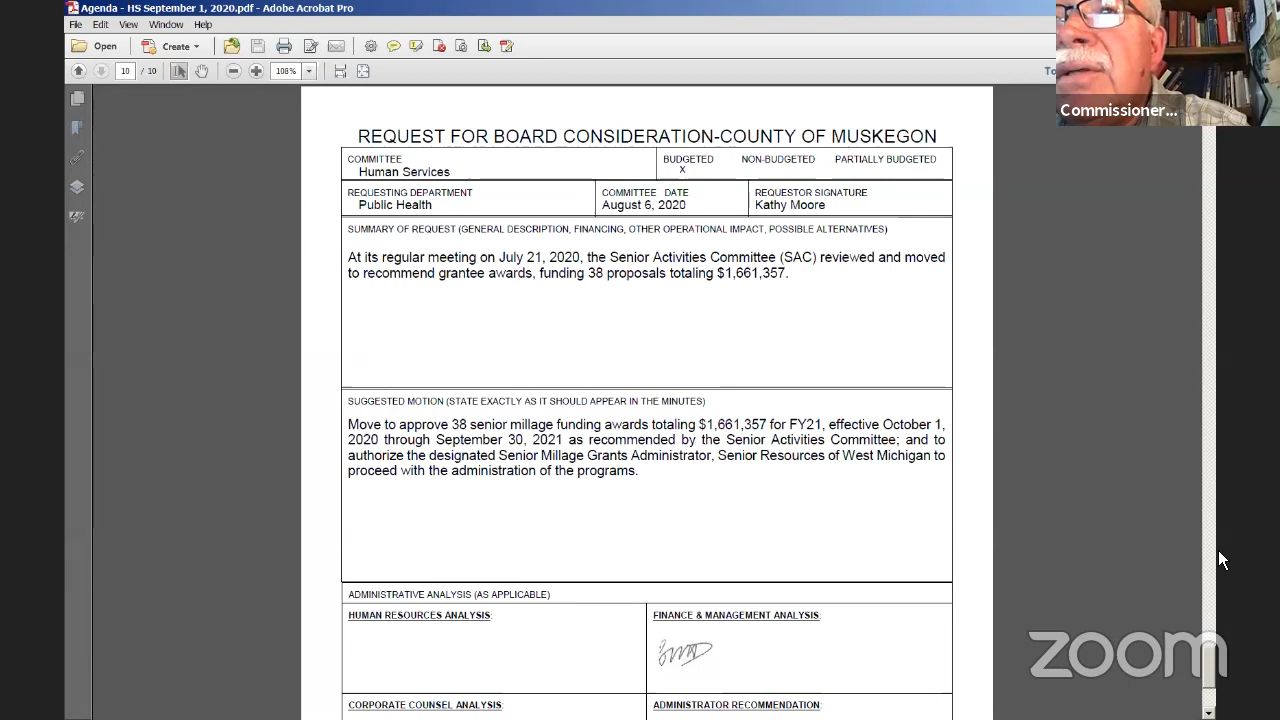 Agenda - HS September 1, 2020.pdf - Adobe Acrobat Pro
File Edit View Window Help
Open Create
10 / 10 108% To
Commissioner...
REQUEST FOR BOARD CONSIDERATION-COUNTY OF MUSKEGON
COMMITTEE BUDGETED NON-BUDGETED PARTIALLY BUDGETED
Human Services X
REQUESTING DEPARTMENT COMMITTEE DATE REQUESTOR SIGNATURE
Public Health August 6, 2020 Kathy Moore
SUMMARY OF REQUEST (GENERAL DESCRIPTION, FINANCING, OTHER OPERATIONAL IMPACT, POSSIBLE ALTERNATIVES)
At its regular meeting on July 21, 2020, the Senior Activities Committee (SAC) reviewed and moved
to recommend grantee awards, funding 38 proposals totaling $1,661,357.
SUGGESTED MOTION (STATE EXACTLY AS IT SHOULD APPEAR IN THE MINUTES)
Move to approve 38 senior millage funding awards totaling $1,661,357 for FY21, effective October 1,
2020 through September 30, 2021 as recommended by the Senior Activities Committee; and to
authorize the designated Senior Millage Grants Administrator, Senior Resources of West Michigan to
proceed with the administration of the programs.
ADMINISTRATIVE ANALYSIS (AS APPLICABLE)
HUMAN RESOURCES ANALYSIS: FINANCE & MANAGEMENT ANALYSIS:
CORPORATE COUNSEL ANALYSIS: ADMINISTRATOR RECOMMENDATION:
zoom